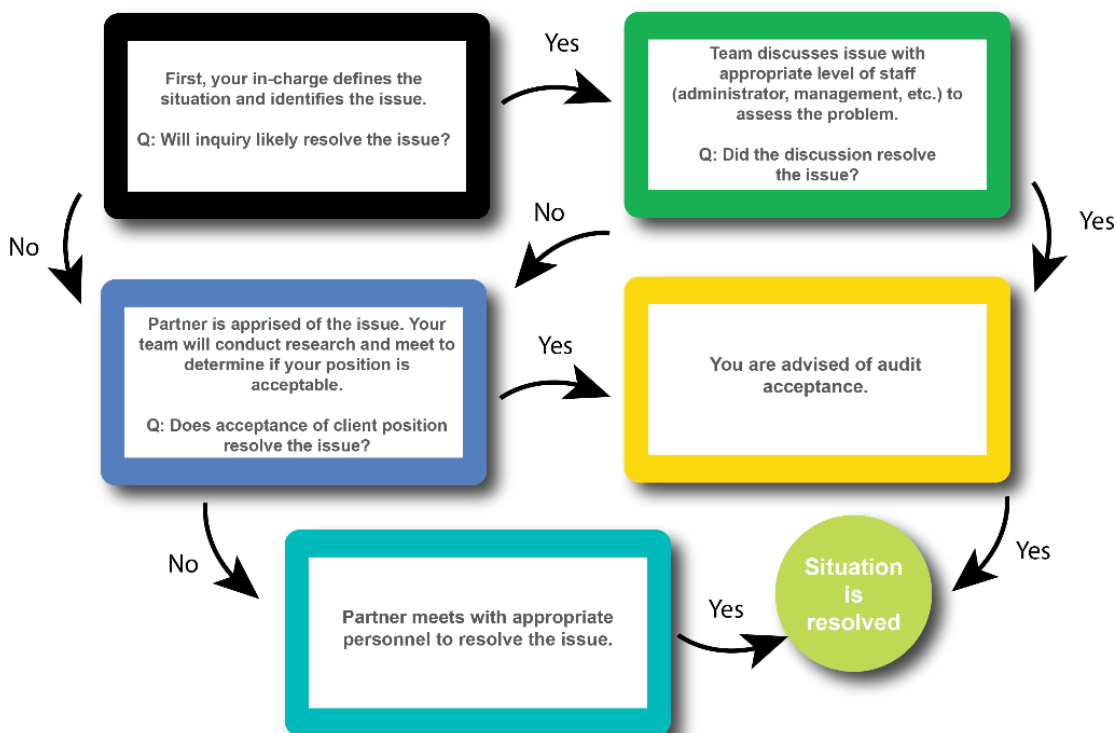 First, your in-charge defines the
situation and identifies the issue.
Q: Will inquiry likely resolve the issue?
Yes
Team discusses issue with
appropriate level of staff
(administrator, management, etc.) to
assess the problem.
Q: Did the discussion resolve
the issue?
No
No
Yes
Partner is apprised of the issue. Your
team will conduct research and meet to
determine if your position is
acceptable.
Q: Does acceptance of client position
resolve the issue?
Yes
You are advised of audit
acceptance.
No
Partner meets with appropriate
personnel to resolve the issue.
Yes
Situation
is
resolved
Yes